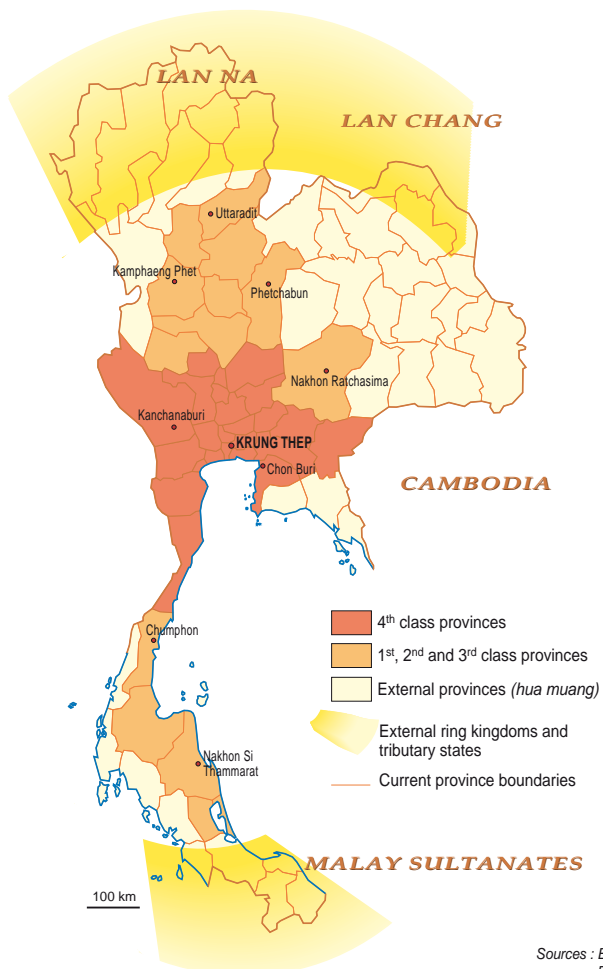 LAN NA
LAN CHANG
Uttaradit
Kamphaeng Phet
Phetchabun
Nakhon Ratchasima
Kanchanaburi
KRUNG THEP
Chon Buri
CAMBODIA
4th class provinces
Chumphon
1st, 2nd and 3rd class provinces
External provinces (hua muang)
External ring kingdoms and
tributary states
Nakhon Si
Thammarat
Current province boundaries
MALAY SULTANATES
100 km
Sources :